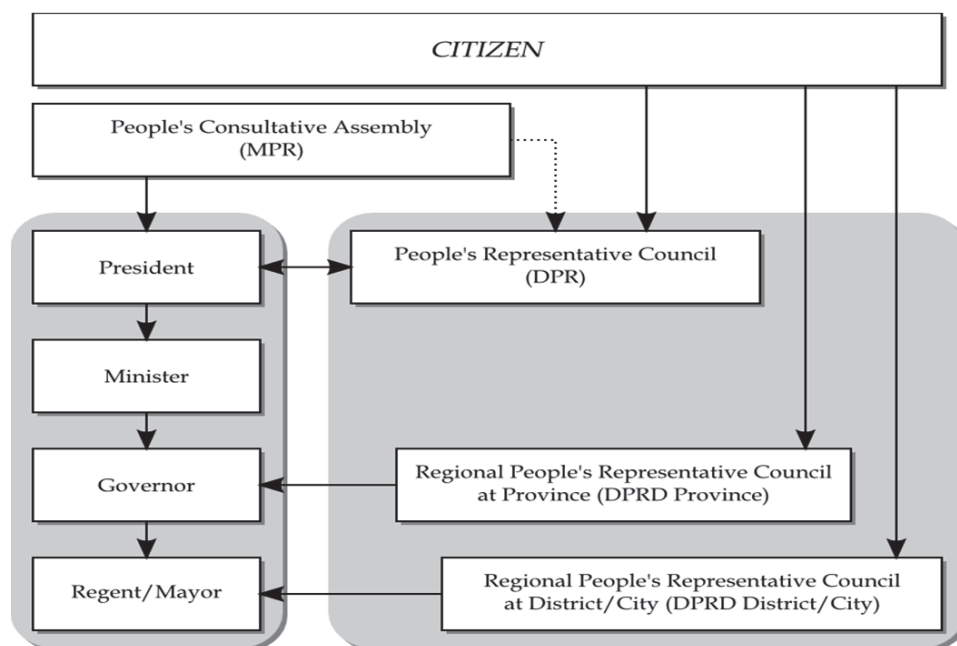 CITIZEN
People's Consultative Assembly
(MPR)
President
People's Representative Council
(DPR)
Minister
Governor
Regional People's Representative Council
at Province (DPRD Province)
Regent/Mayor
Regional People's Representative Council
at District/City (DPRD District/City)